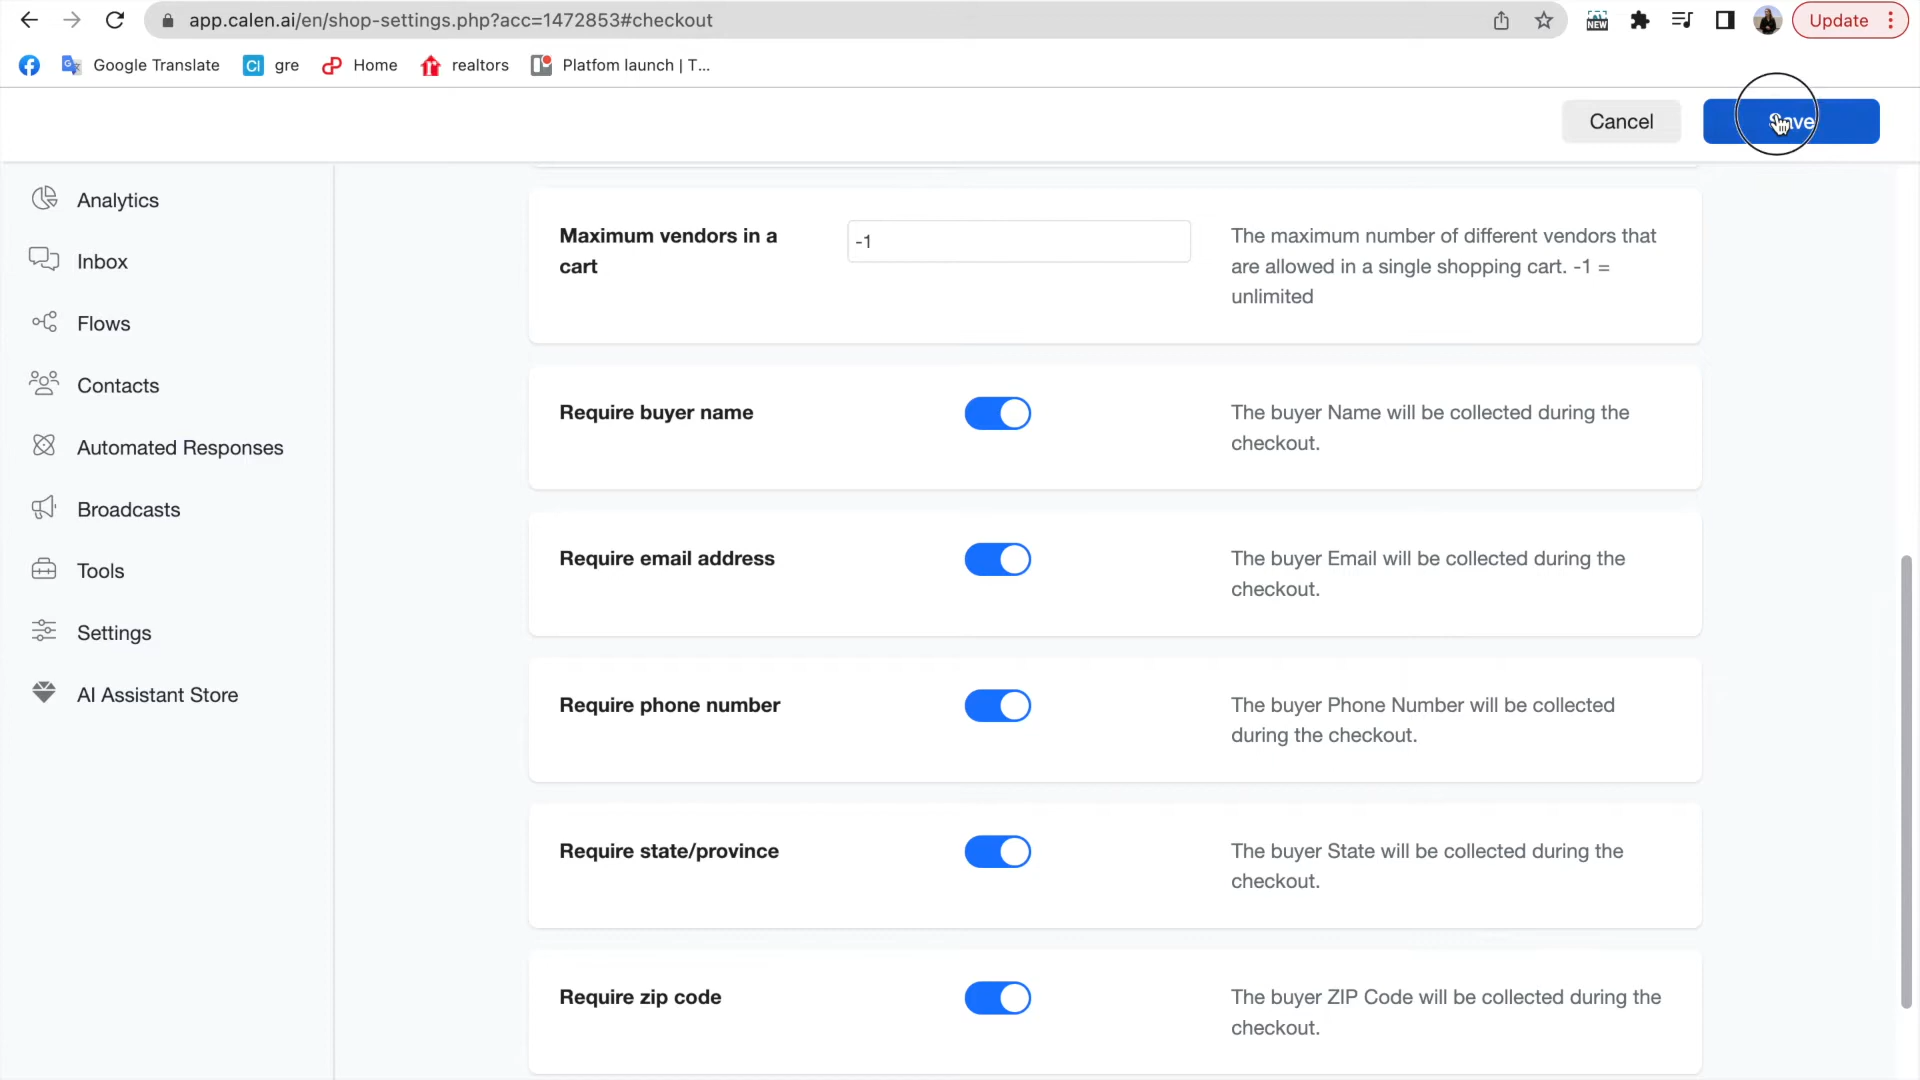 app.calen.ai/en/shop-settings.php?acc=1472853#checkout
NEW
Update
Google Translate
CI
gre
Home
realtors
Platfom launch | T...
Cancel
Save
Analytics
Inbox
Flows
Contacts
Automated Responses
Broadcasts
Tools
Settings
AI Assistant Store
Maximum vendors in a
cart
-1
The maximum number of different vendors that
are allowed in a single shopping cart. -1 =
unlimited
Require buyer name
The buyer Name will be collected during the
checkout.
Require email address
The buyer Email will be collected during the
checkout.
Require phone number
The buyer Phone Number will be collected
during the checkout.
Require state/province
The buyer State will be collected during the
checkout.
Require zip code
The buyer ZIP Code will be collected during the
checkout.